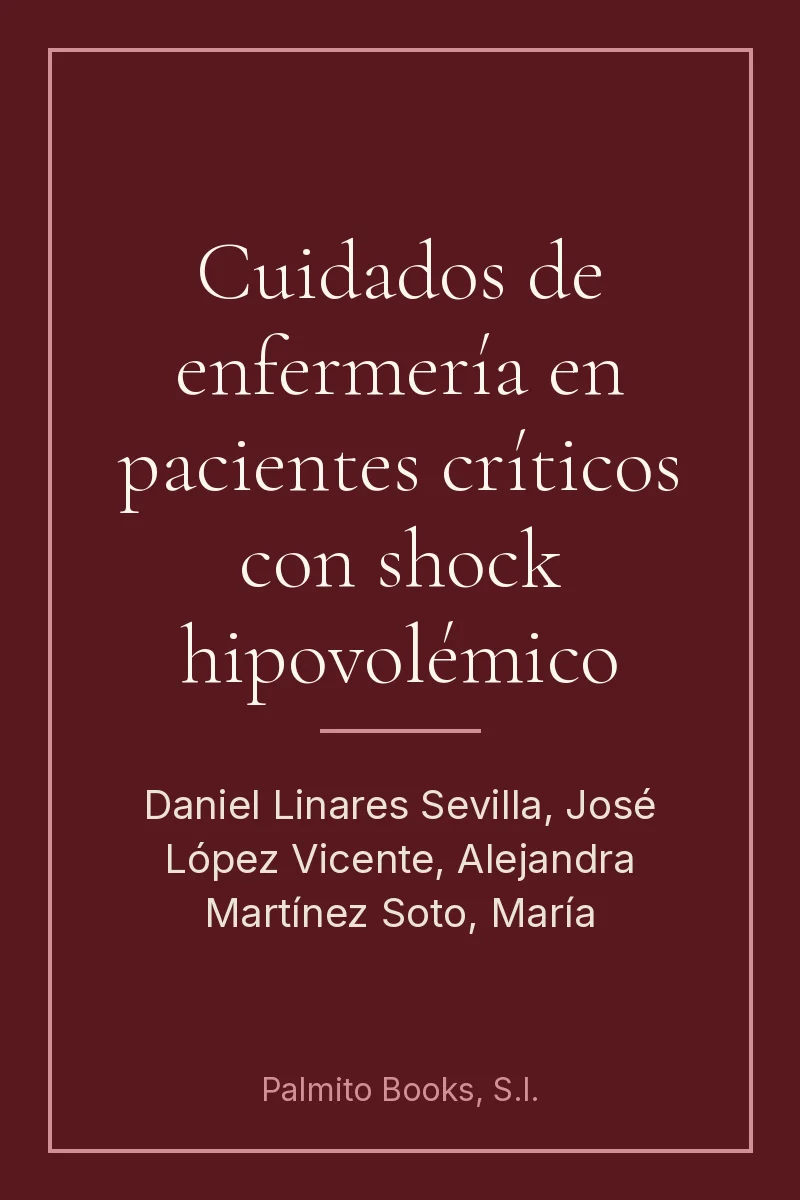 Cuidados de
enfermería en
pacientes críticos
con shock
hipovolémico
Daniel Linares Sevilla, José
López Vicente, Alejandra
Martínez Soto, María
Palmito Books, S.l.